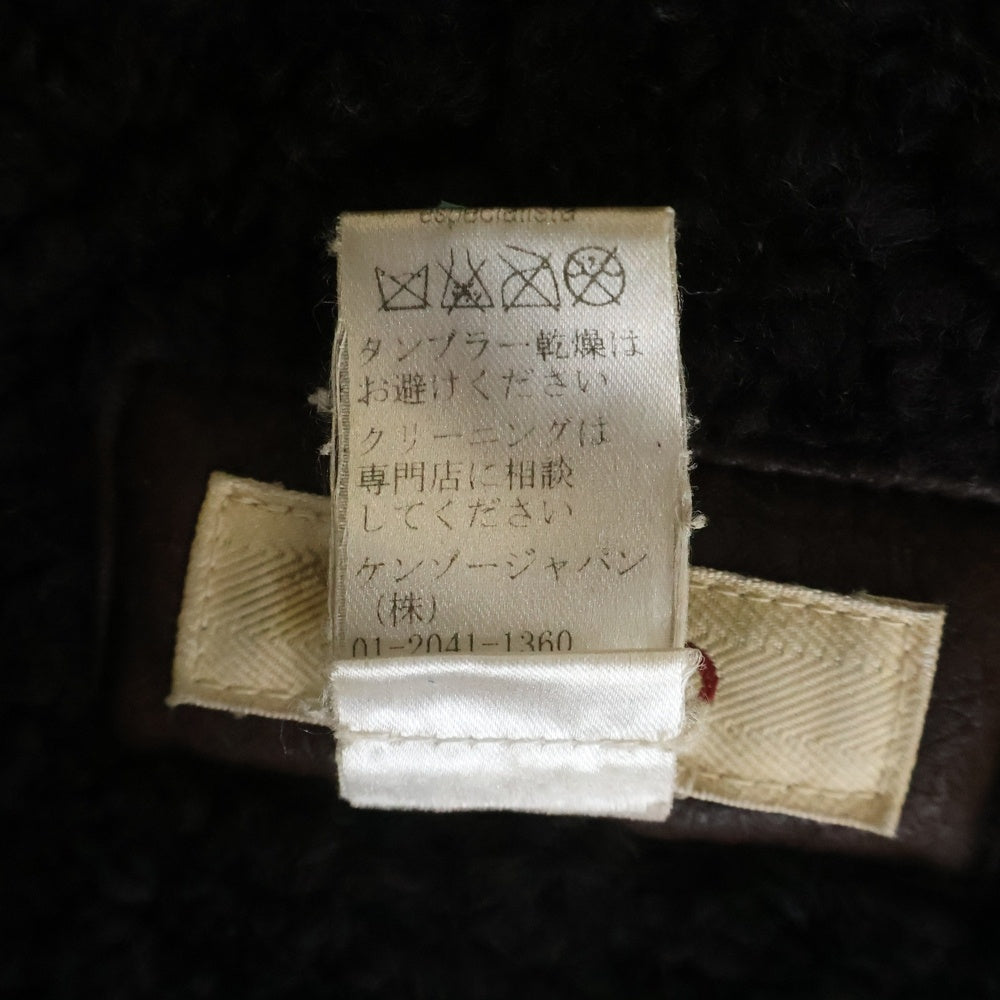 especialista
タンブラー乾燥は
お避けください
クリーニングは
専門店に相談
してください
ケンゾージャパン
(株)
01-2041-1360